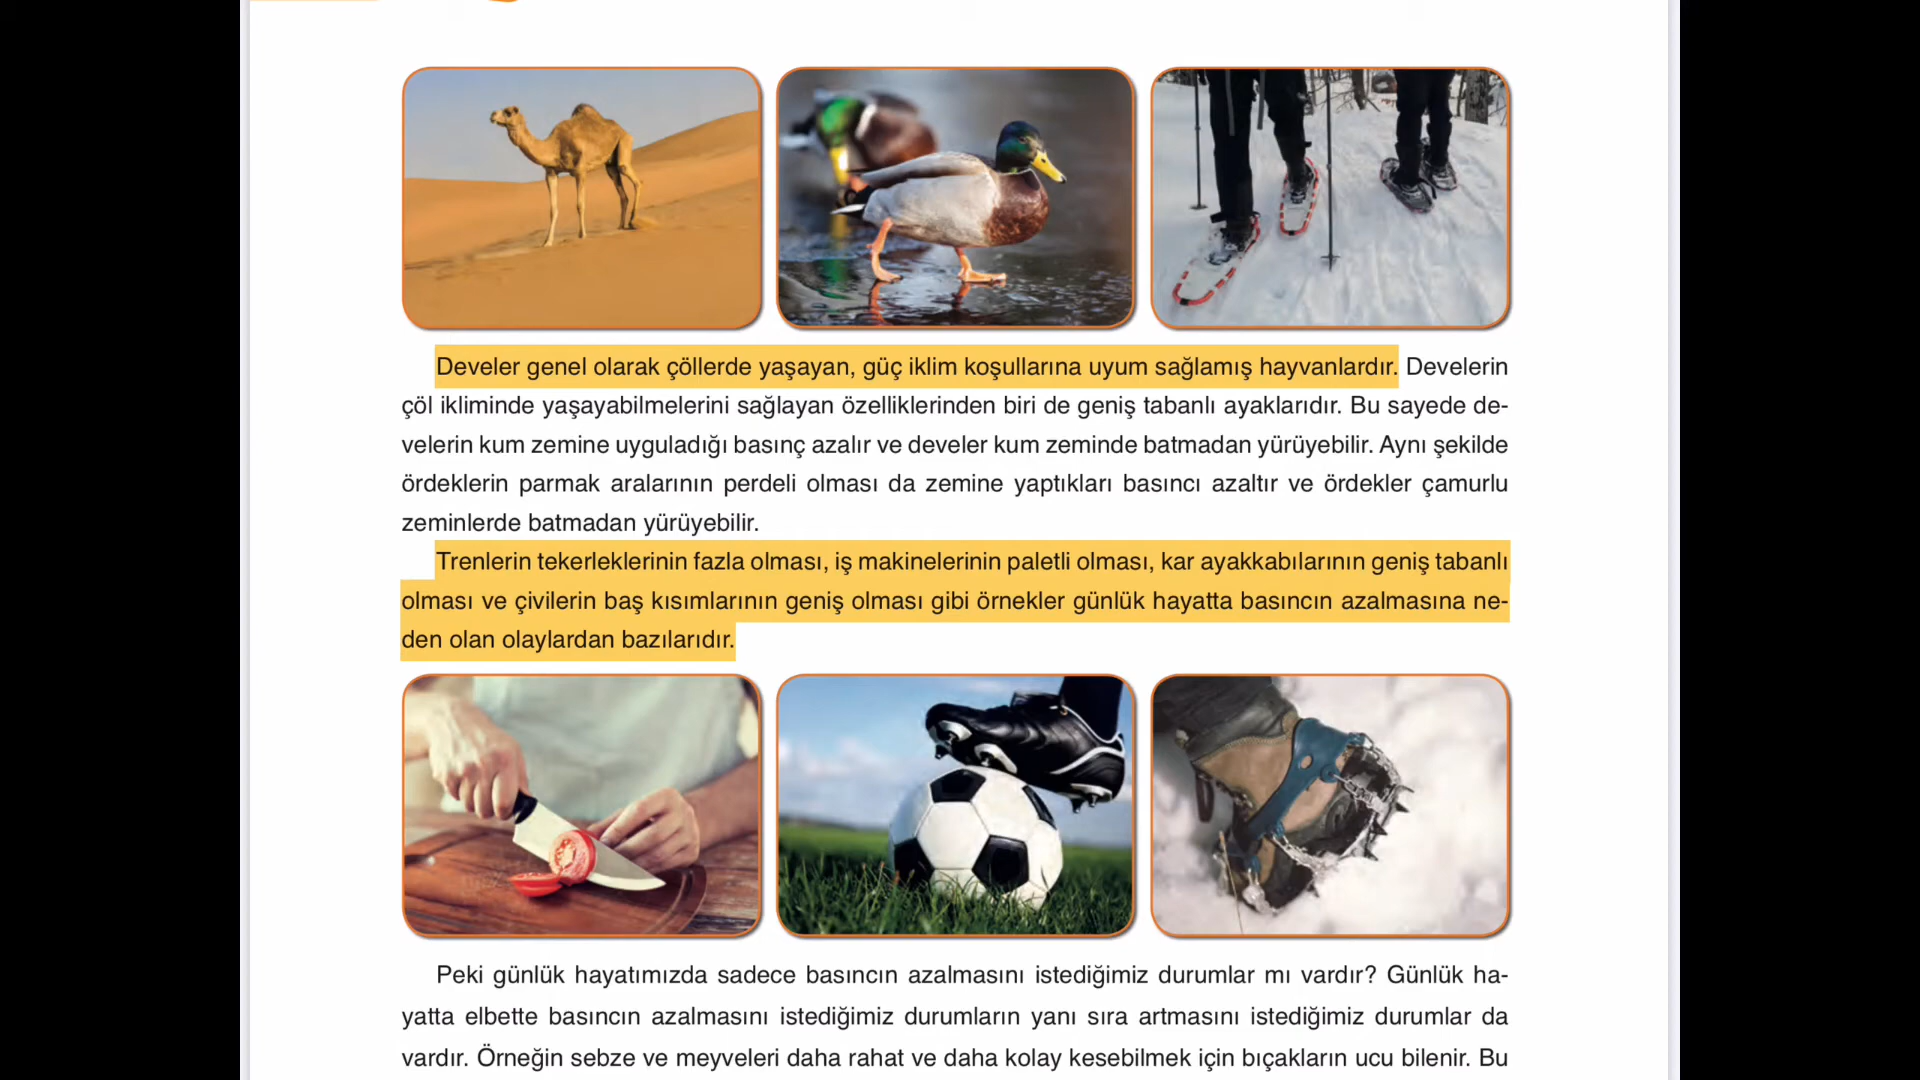 Develer genel olarak çöllerde yaşayan, güç iklim koşullarına uyum sağlamış hayvanlardır. Develerin
çöl ikliminde yaşayabilmelerini sağlayan özelliklerinden biri de geniş tabanlı ayaklarıdır. Bu sayede de-
velerin kum zemine uyguladığı basınç azalır ve develer kum zeminde batmadan yürüyebilir. Aynı şekilde
ördeklerin parmak aralarının perdeli olması da zemine yaptıkları basıncı azaltır ve ördekler çamurlu
zeminlerde batmadan yürüyebilir.
Trenlerin tekerleklerinin fazla olması, iş makinelerinin paletli olması, kar ayakkabılarının geniş tabanlı
olması ve çivilerin baş kısımlarının geniş olması gibi örnekler günlük hayatta basıncın azalmasına ne-
den olan olaylardan bazılarıdır.
Peki günlük hayatımızda sadece basıncın azalmasını istediğimiz durumlar mı vardır? Günlük ha-
yatta elbette basıncın azalmasını istediğimiz durumların yanı sıra artmasını istediğimiz durumlar da
vardır. Örneğin sebze ve meyveleri daha rahat ve daha kolay kesebilmek için bıçakların ucu bilenir. Bu